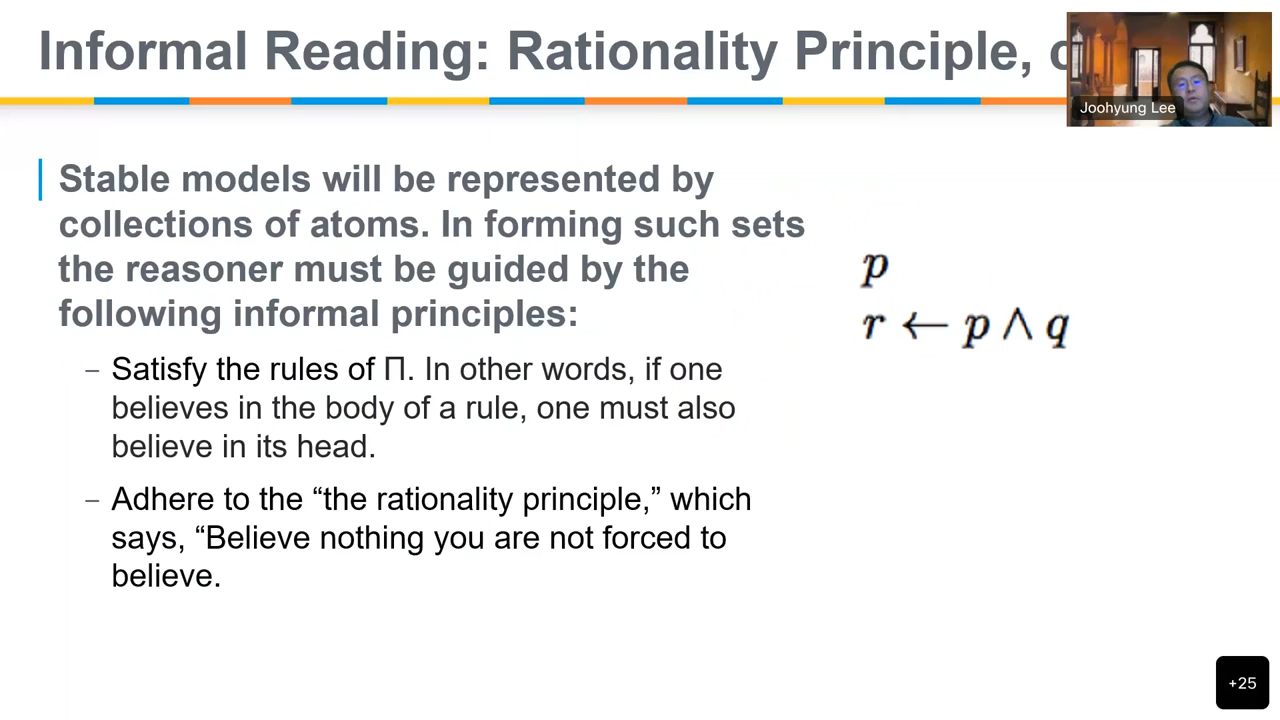 Informal Reading: Rationality Principle,
Joohyung Lee
Stable models will be represented by
collections of atoms. In forming such sets
the reasoner must be guided by the
following informal principles:
– Satisfy the rules of Π. In other words, if one
believes in the body of a rule, one must also
believe in its head.
– Adhere to the “the rationality principle,” which
says, “Believe nothing you are not forced to
believe.
p
r ← p ∧ q
+25